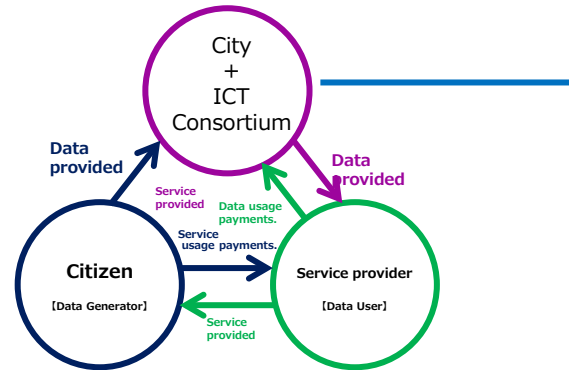 City
+
ICT
Consortium
Data
provided
Data
provided
Service
provided
Data usage
payments.
Service
usage payments.
Citizen
【Data Generator】
Service provider
【Data User】
Service
provided